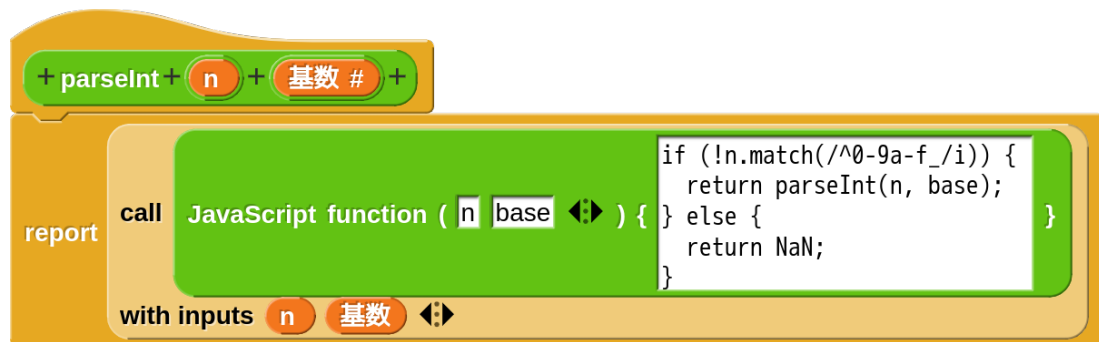 + parseInt + n + 基数 # +
report call JavaScript function ( n base ) {
if (!n.match(/^0-9a-f_/i)) {
  return parseInt(n, base);
} else {
  return NaN;
}
}
with inputs n 基数